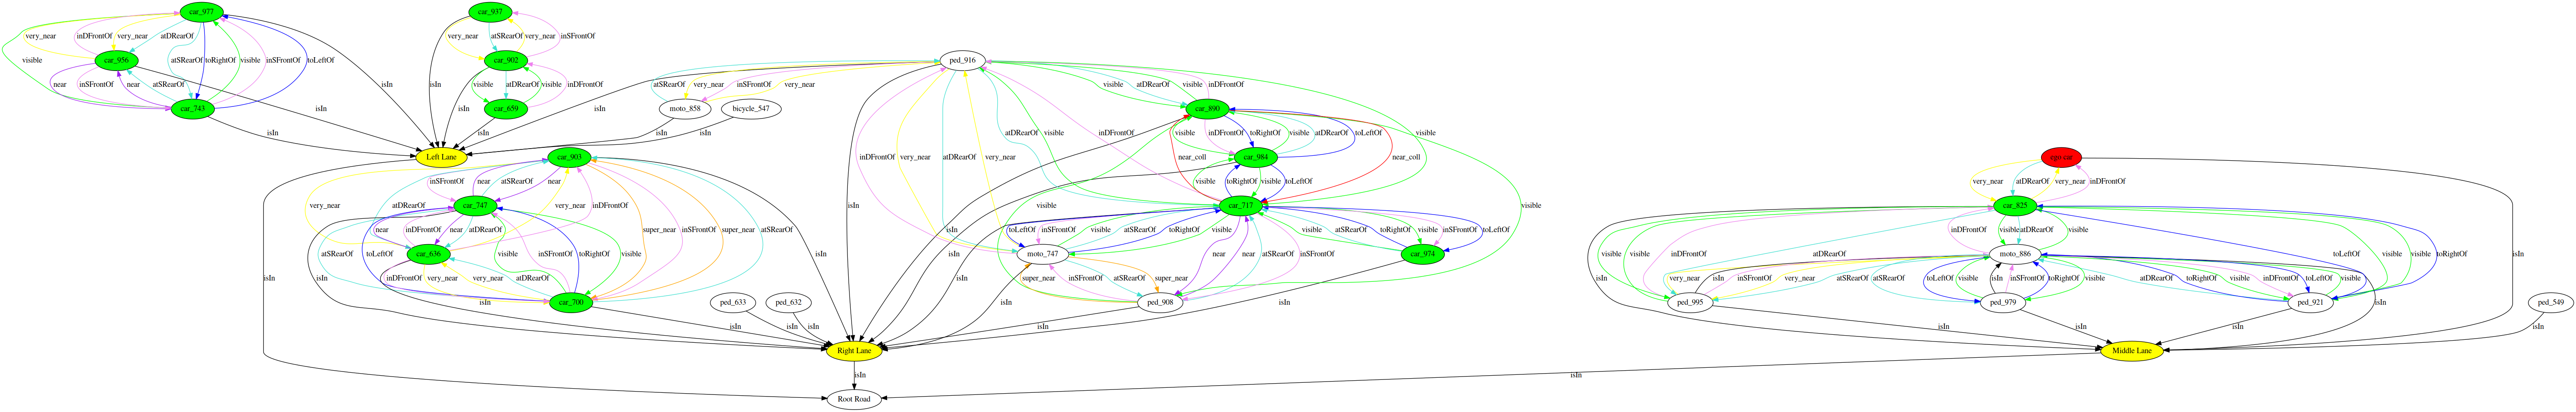 car_977
car_937
very_near
inDFrontOf
very_near
atDRearOf
very_near
atSRearOf
very_near
inSFrontOf
car_956
car_902
ped_916
visible
atSRearOf
toRightOf
visible
inSFrontOf
toLeftOf
isIn
isIn
near
inSFrontOf
near
atSRearOf
isIn
visible
atDRearOf
visible
inDFrontOf
atSRearOf
very_near
inSFrontOf
very_near
visible
atDRearOf
visible
inDFrontOf
car_743
car_659
moto_858
bicycle_547
car_890
isIn
isIn
isIn
isIn
isIn
isIn
inDFrontOf
very_near
atDRearOf
very_near
atDRearOf
visible
inDFrontOf
visible
inDFrontOf
toRightOf
visible
atDRearOf
toLeftOf
visible
Left Lane
car_903
near_coll
car_984
near_coll
ego car
very_near
inSFrontOf
near
atSRearOf
near
visible
toRightOf
visible
toLeftOf
very_near
atDRearOf
very_near
inDFrontOf
atDRearOf
car_747
very_near
inDFrontOf
isIn
visible
car_717
visible
car_825
near
inDFrontOf
near
atDRearOf
super_near
inSFrontOf
super_near
atSRearOf
toLeftOf
inSFrontOf
visible
atSRearOf
toRightOf
visible
visible
atSRearOf
toRightOf
visible
inSFrontOf
toLeftOf
inDFrontOf
visible
atDRearOf
visible
toLeftOf
visible
toRightOf
atSRearOf
toLeftOf
car_636
visible
inSFrontOf
toRightOf
visible
isIn
isIn
isIn
moto_747
near
near
atSRearOf
inSFrontOf
car_974
visible
visible
inDFrontOf
atDRearOf
moto_886
isIn
isIn
inDFrontOf
very_near
very_near
atDRearOf
super_near
inSFrontOf
atSRearOf
super_near
very_near
isIn
inSFrontOf
very_near
atSRearOf
atSRearOf
toLeftOf
visible
isIn
inSFrontOf
toRightOf
visible
atDRearOf
visible
inDFrontOf
toLeftOf
visible
car_700
ped_633
ped_632
ped_908
ped_995
ped_979
ped_921
ped_549
isIn
isIn
isIn
isIn
isIn
isIn
isIn
isIn
isIn
isIn
isIn
isIn
isIn
Right Lane
Middle Lane
isIn
isIn
Root Road